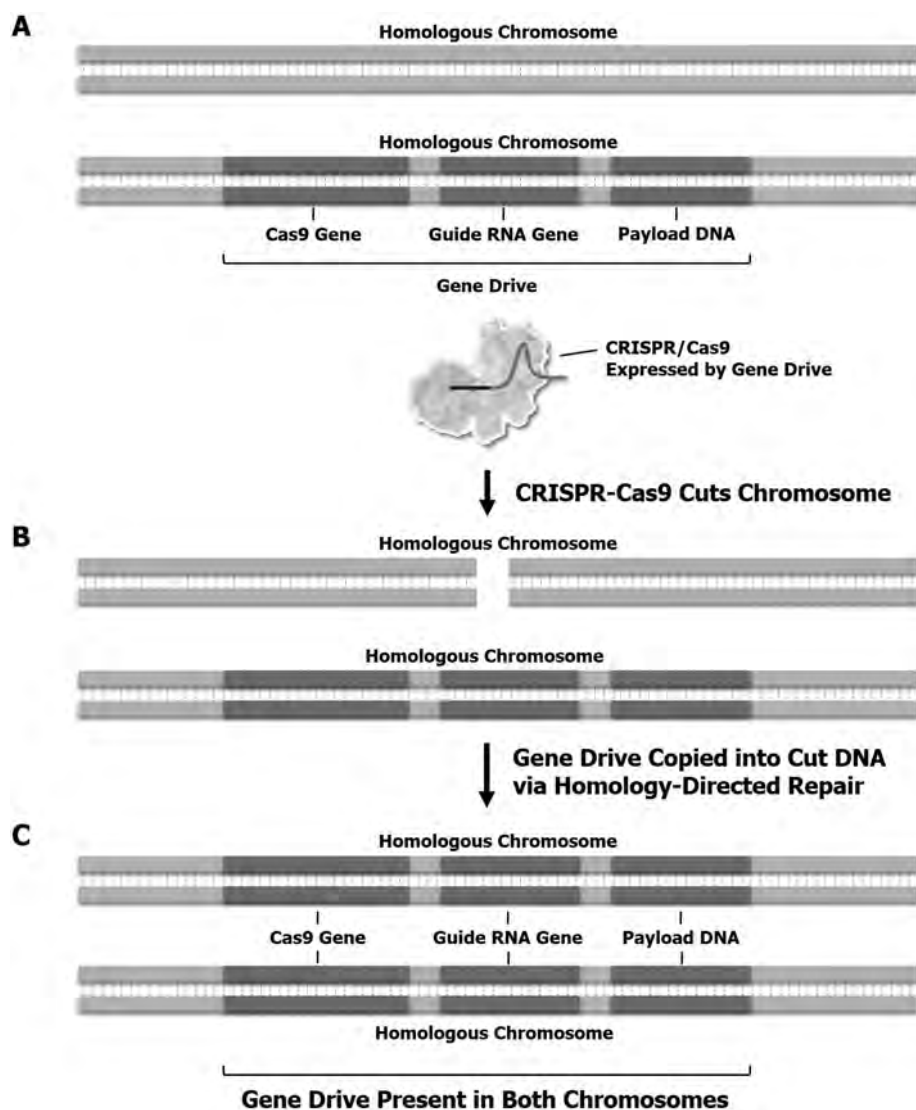 A
Homologous Chromosome
Homologous Chromosome
Cas9 Gene
Guide RNA Gene
Payload DNA
Gene Drive
CRISPR/Cas9
Expressed by Gene Drive
CRISPR-Cas9 Cuts Chromosome
B
Homologous Chromosome
Homologous Chromosome
Gene Drive Copied into Cut DNA
via Homology-Directed Repair
C
Homologous Chromosome
Cas9 Gene
Guide RNA Gene
Payload DNA
Homologous Chromosome
Gene Drive Present in Both Chromosomes